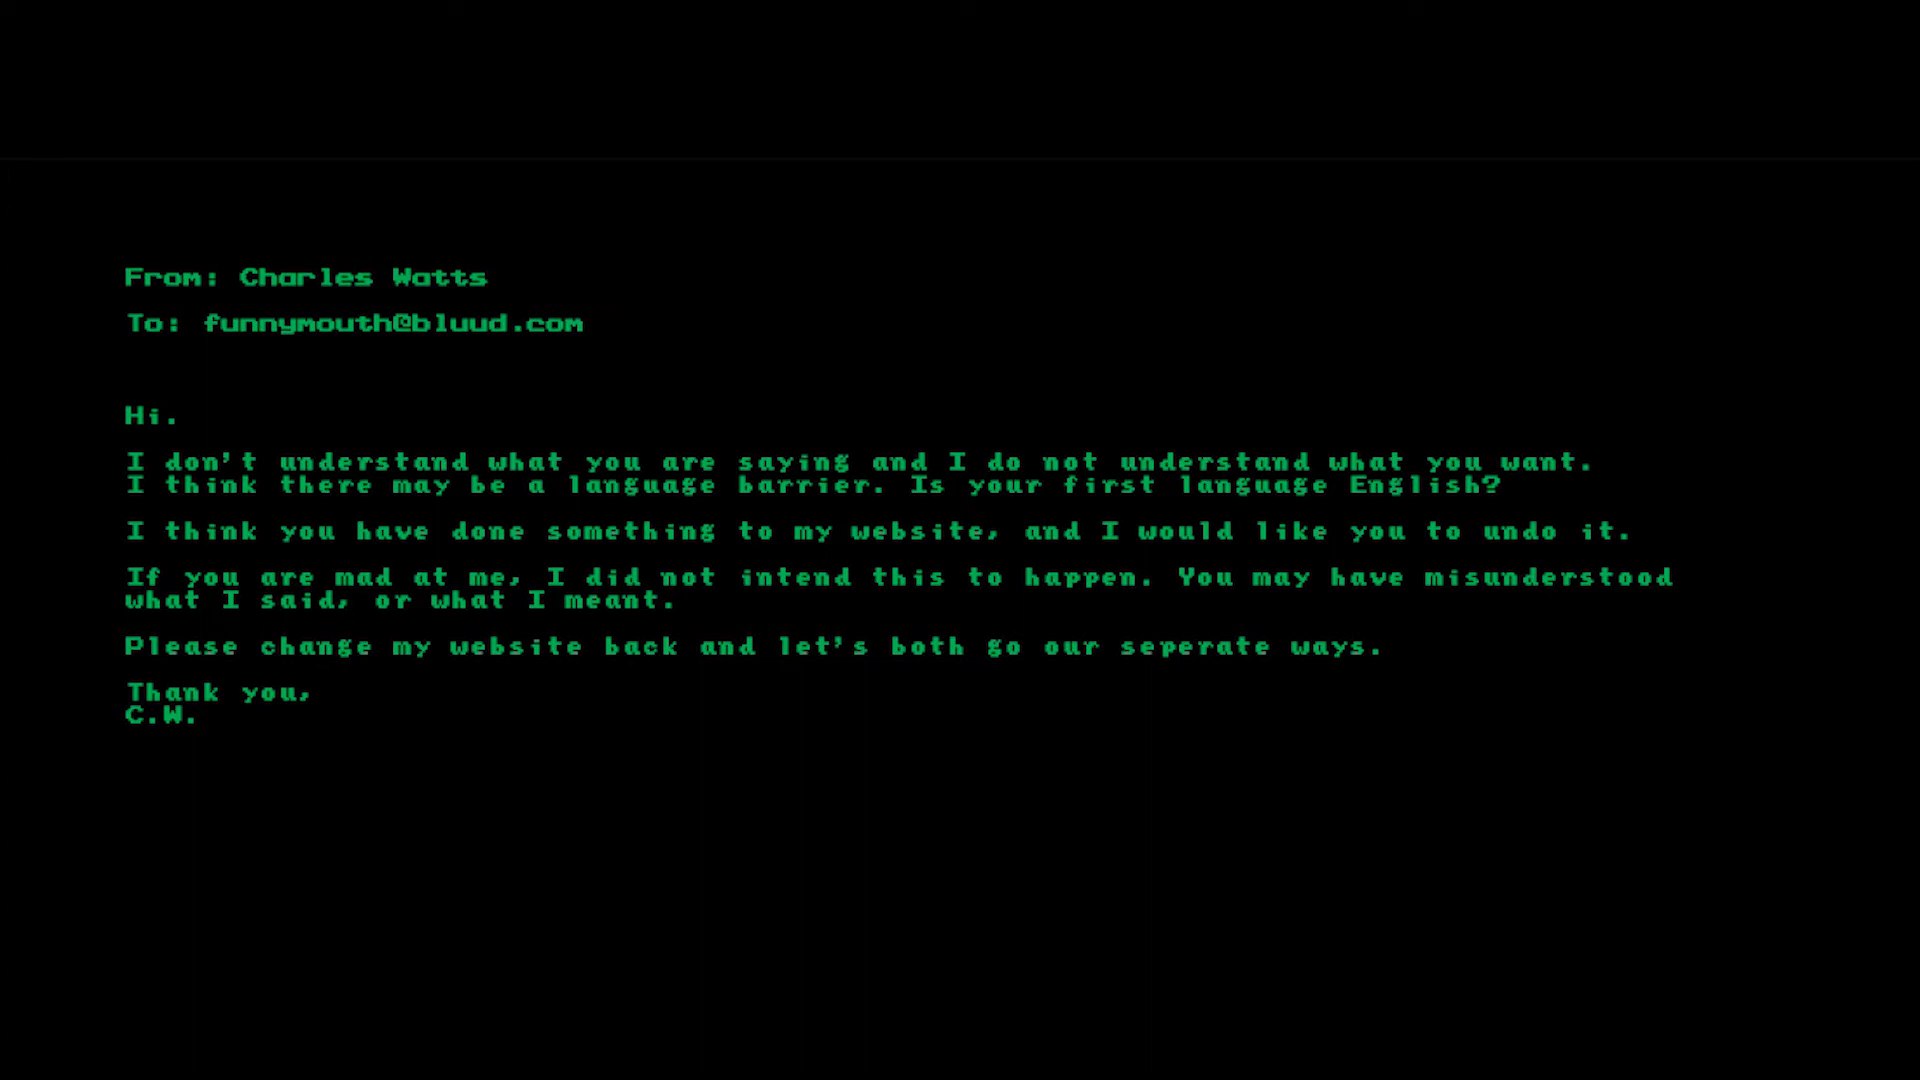 From: Charles Watts
To: funnymouth@bluud.com
Hi.
I don't understand what you are saying and I do not understand what you want.
I think there may be a language barrier. Is your first language English?
I think you have done something to my website, and I would like you to undo it.
If you are mad at me, I did not intend this to happen. You may have misunderstood
what I said, or what I meant.
Please change my website back and let's both go our seperate ways.
Thank you,
C.W.